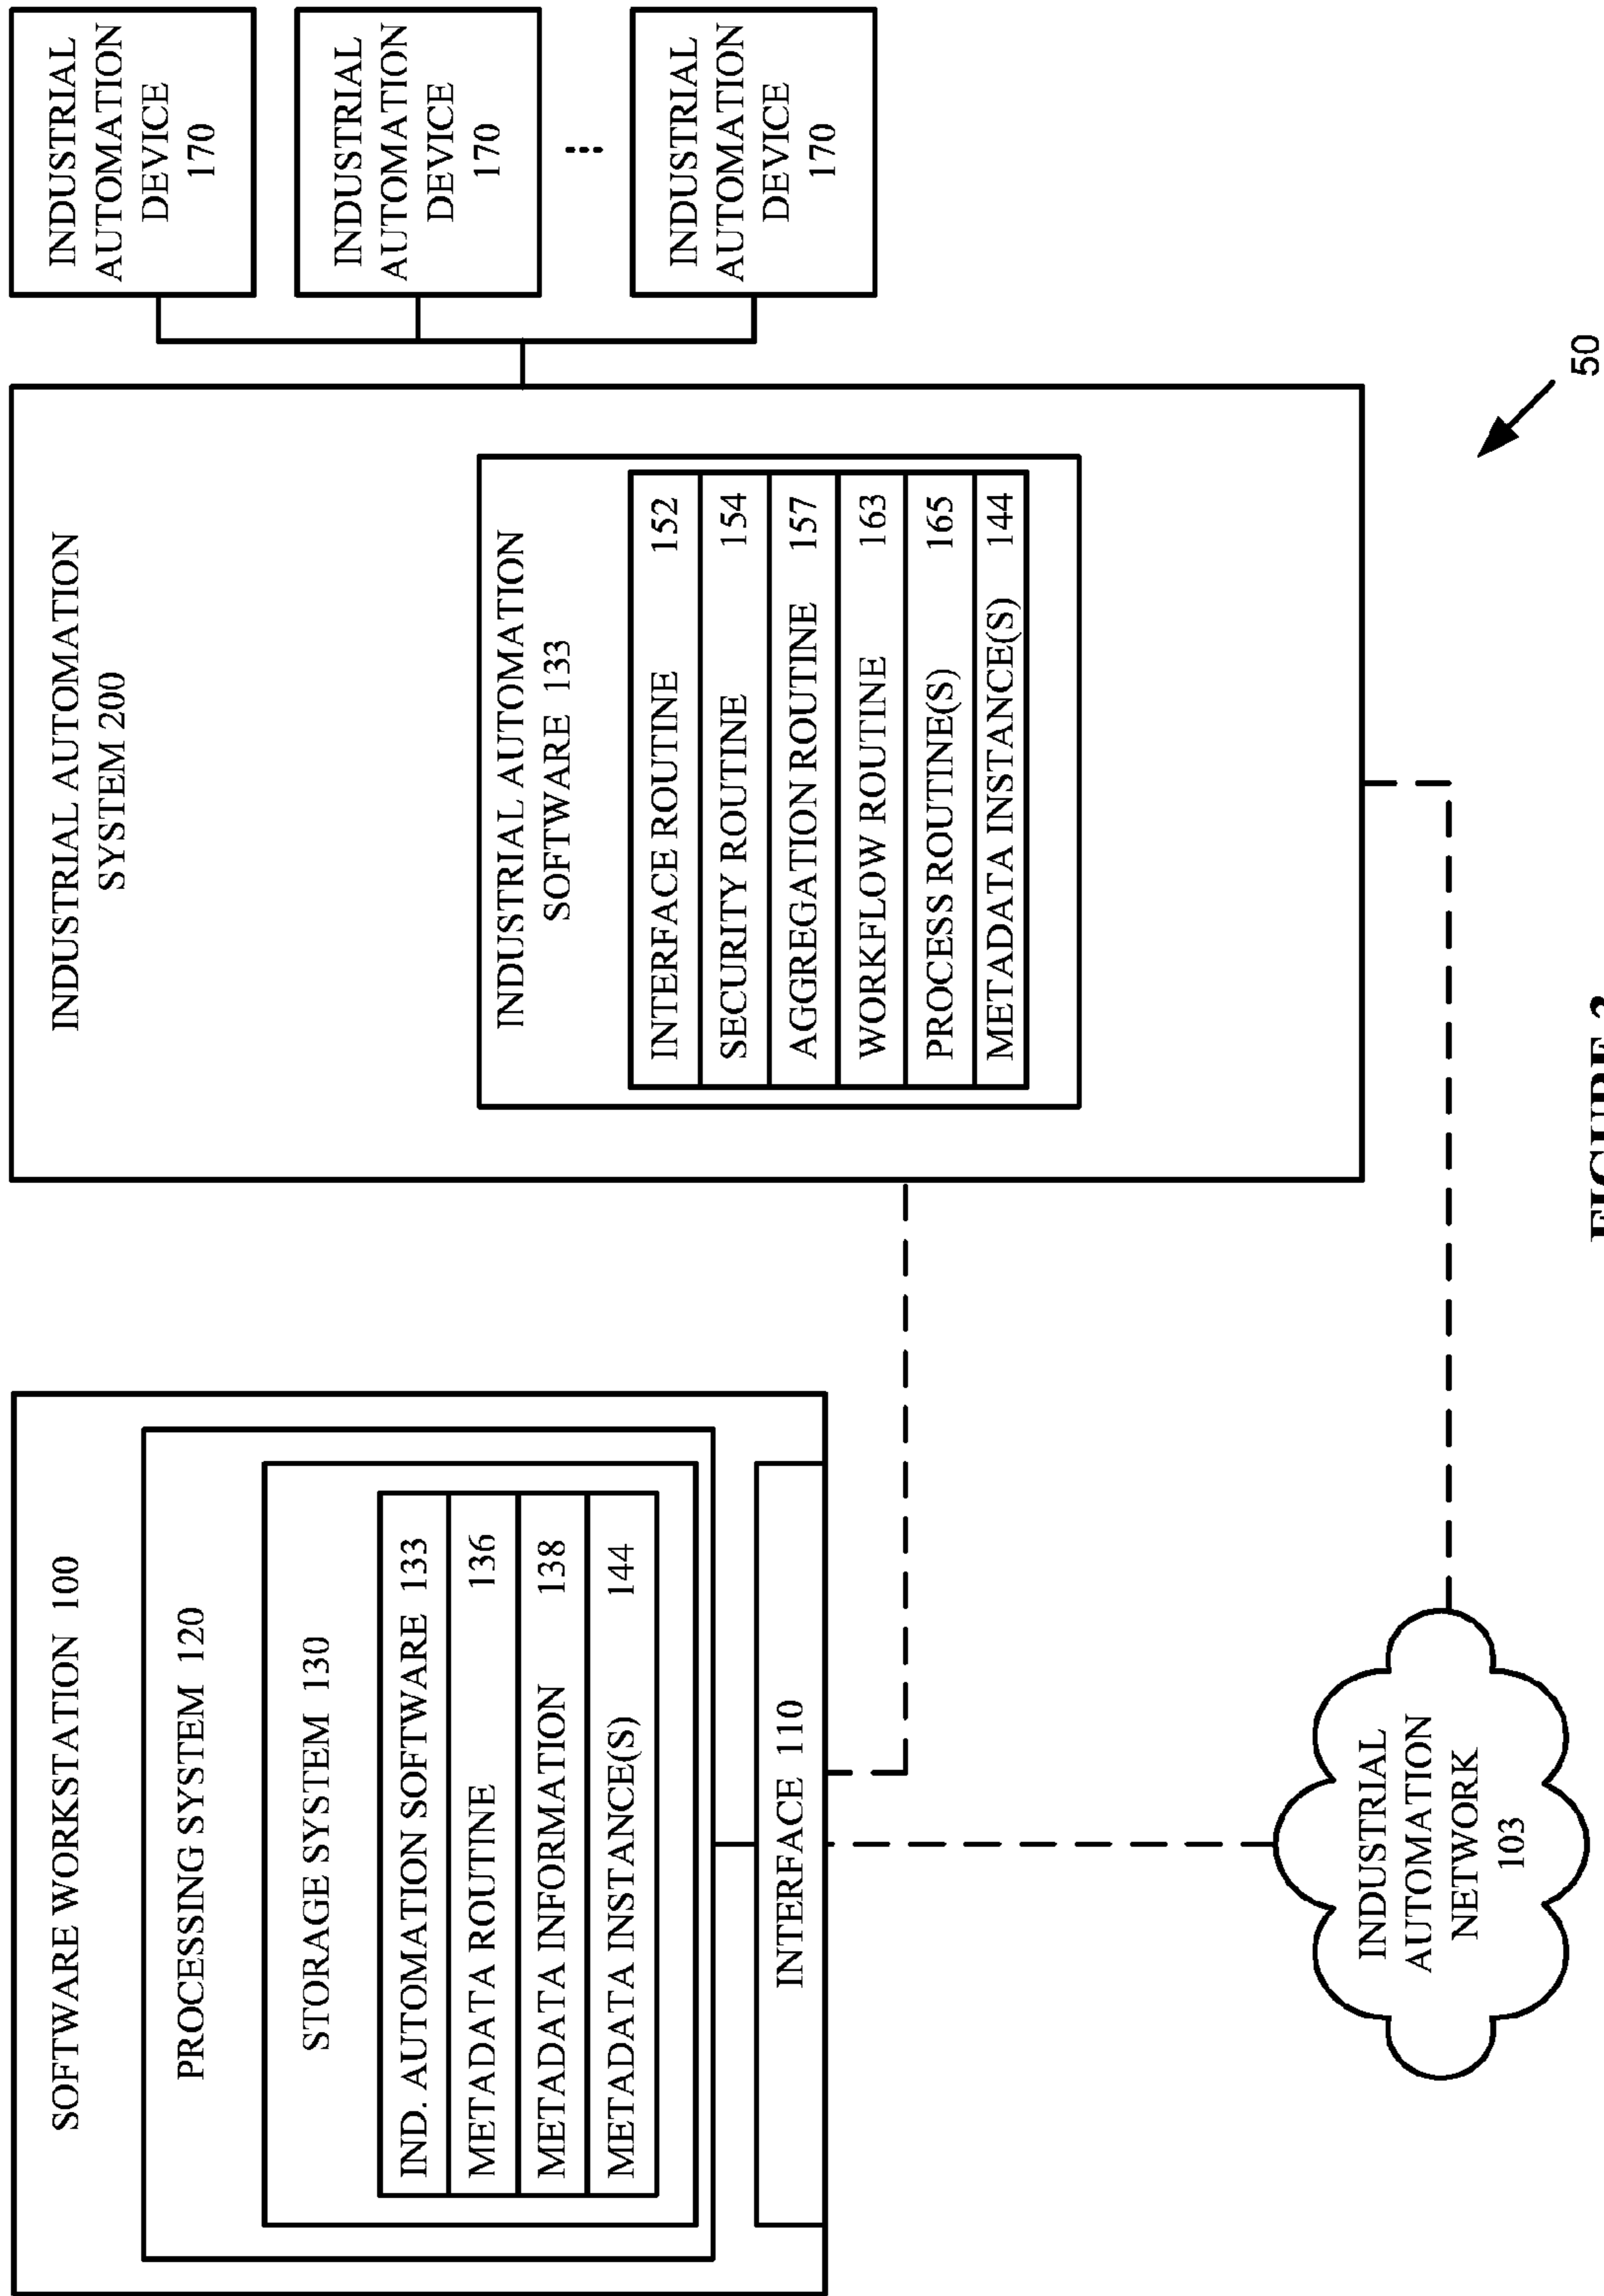 SOFTWARE WORKSTATION 100
PROCESSING SYSTEM 120
STORAGE SYSTEM 130
IND. AUTOMATION SOFTWARE 133
METADATA ROUTINE 136
METADATA INFORMATION 138
METADATA INSTANCE(S) 144
INTERFACE 110
INDUSTRIAL
AUTOMATION
NETWORK
103
INDUSTRIAL AUTOMATION
SYSTEM 200
INDUSTRIAL AUTOMATION
SOFTWARE 133
INTERFACE ROUTINE 152
SECURITY ROUTINE 154
AGGREGATION ROUTINE 157
WORKFLOW ROUTINE 163
PROCESS ROUTINE(S) 165
METADATA INSTANCE(S) 144
INDUSTRIAL
AUTOMATION
DEVICE
170
INDUSTRIAL
AUTOMATION
DEVICE
170
INDUSTRIAL
AUTOMATION
DEVICE
170
50
FIGURE